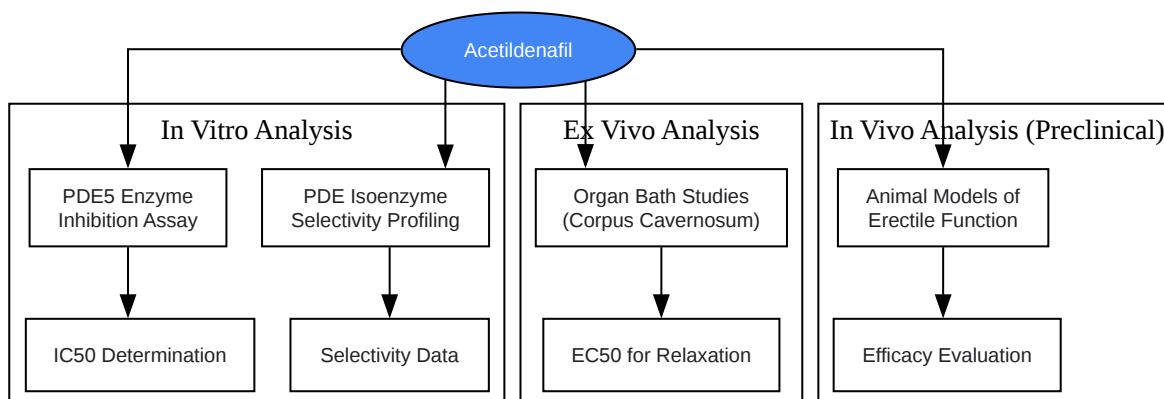 Acetildenafil
In Vitro Analysis
PDE5 Enzyme
Inhibition Assay
PDE Isoenzyme
Selectivity Profiling
IC50 Determination
Selectivity Data
Ex Vivo Analysis
Organ Bath Studies
(Corpus Cavernosum)
EC50 for Relaxation
In Vivo Analysis (Preclinical)
Animal Models of
Erectile Function
Efficacy Evaluation